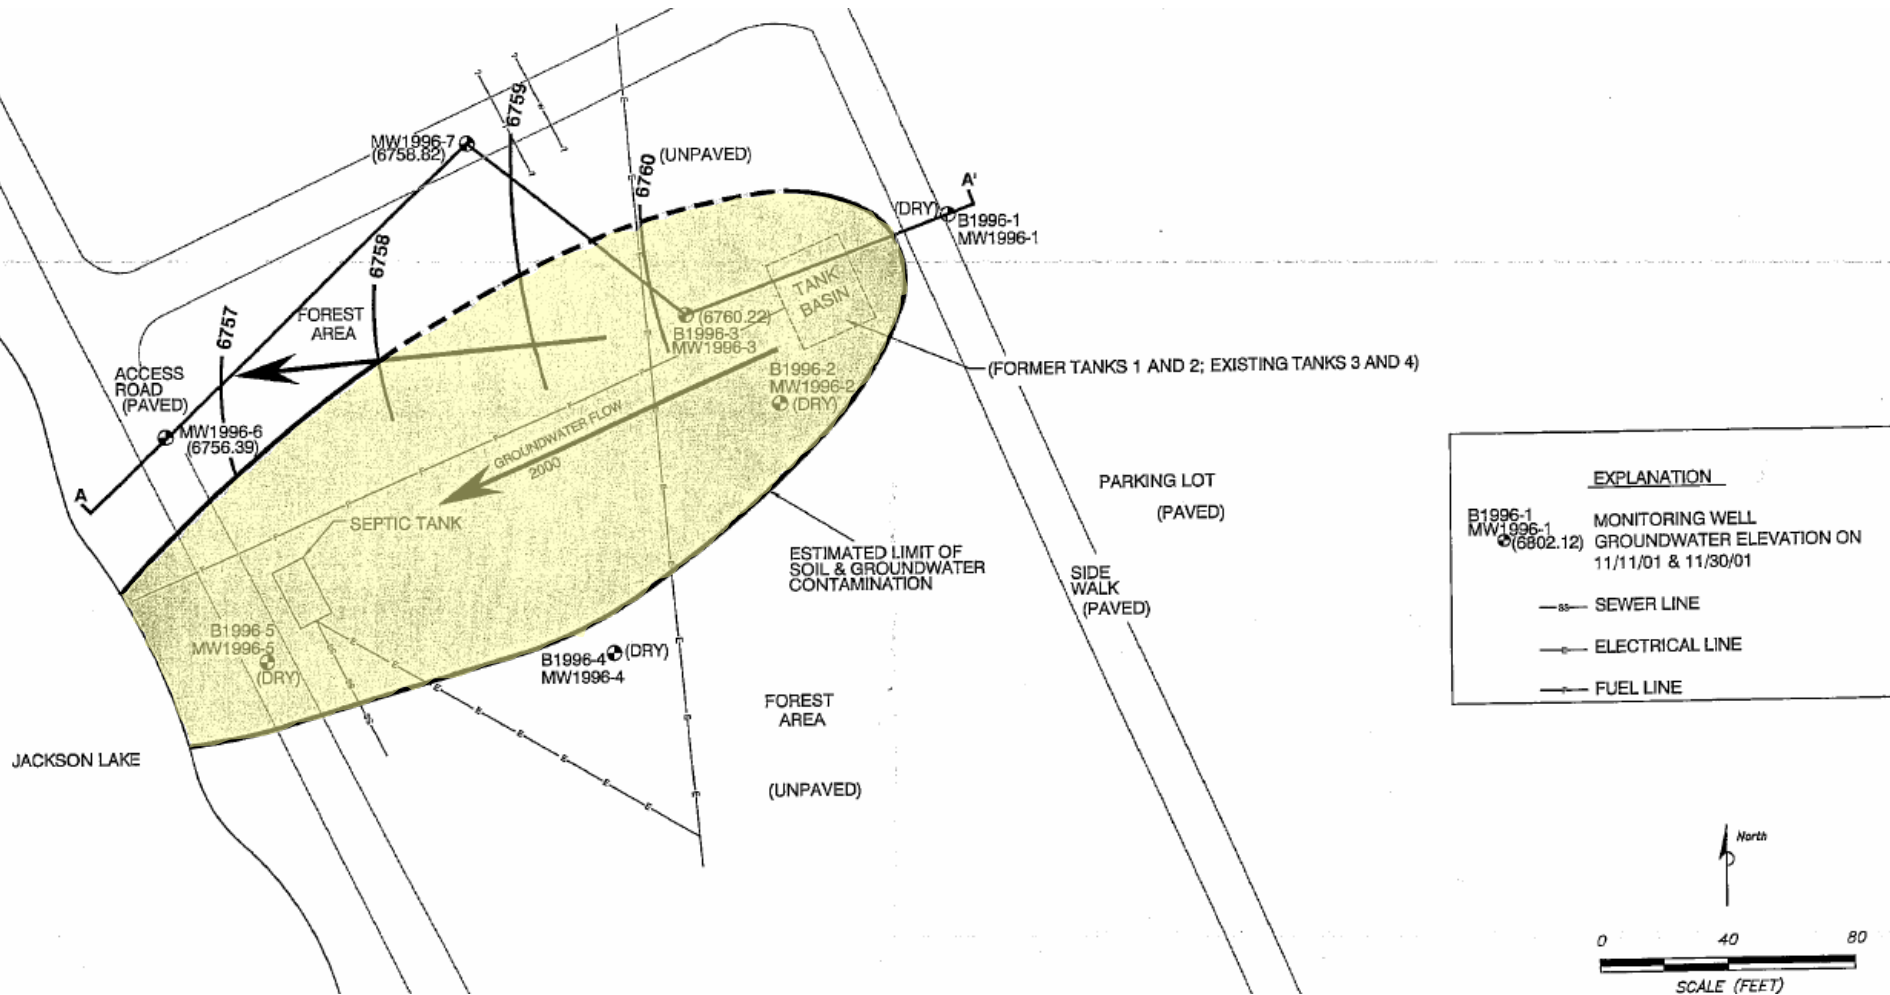 6759
MW1996-7
(6758.82)
6760
(UNPAVED)
A'
(DRY)
B1996-1
MW1996-1
6758
6757
FOREST
AREA
TANK
BASIN
(6760.22)
B1996-3
MW1996-3
ACCESS
ROAD
(PAVED)
B1996-2
MW1996-2
(DRY)
(FORMER TANKS 1 AND 2; EXISTING TANKS 3 AND 4)
MW1996-6
(6756.39)
GROUNDWATER FLOW
2000
A
SEPTIC TANK
PARKING LOT
(PAVED)
ESTIMATED LIMIT OF
SOIL & GROUNDWATER
CONTAMINATION
SIDE
WALK
(PAVED)
B1996-5
MW1996-5
(DRY)
B1996-4
MW1996-4
(DRY)
FOREST
AREA
(UNPAVED)
JACKSON LAKE
EXPLANATION
B1996-1
MW1996-1
(6802.12)
MONITORING WELL
GROUNDWATER ELEVATION ON
11/11/01 & 11/30/01
SEWER LINE
ELECTRICAL LINE
FUEL LINE
North
0 40 80
SCALE (FEET)